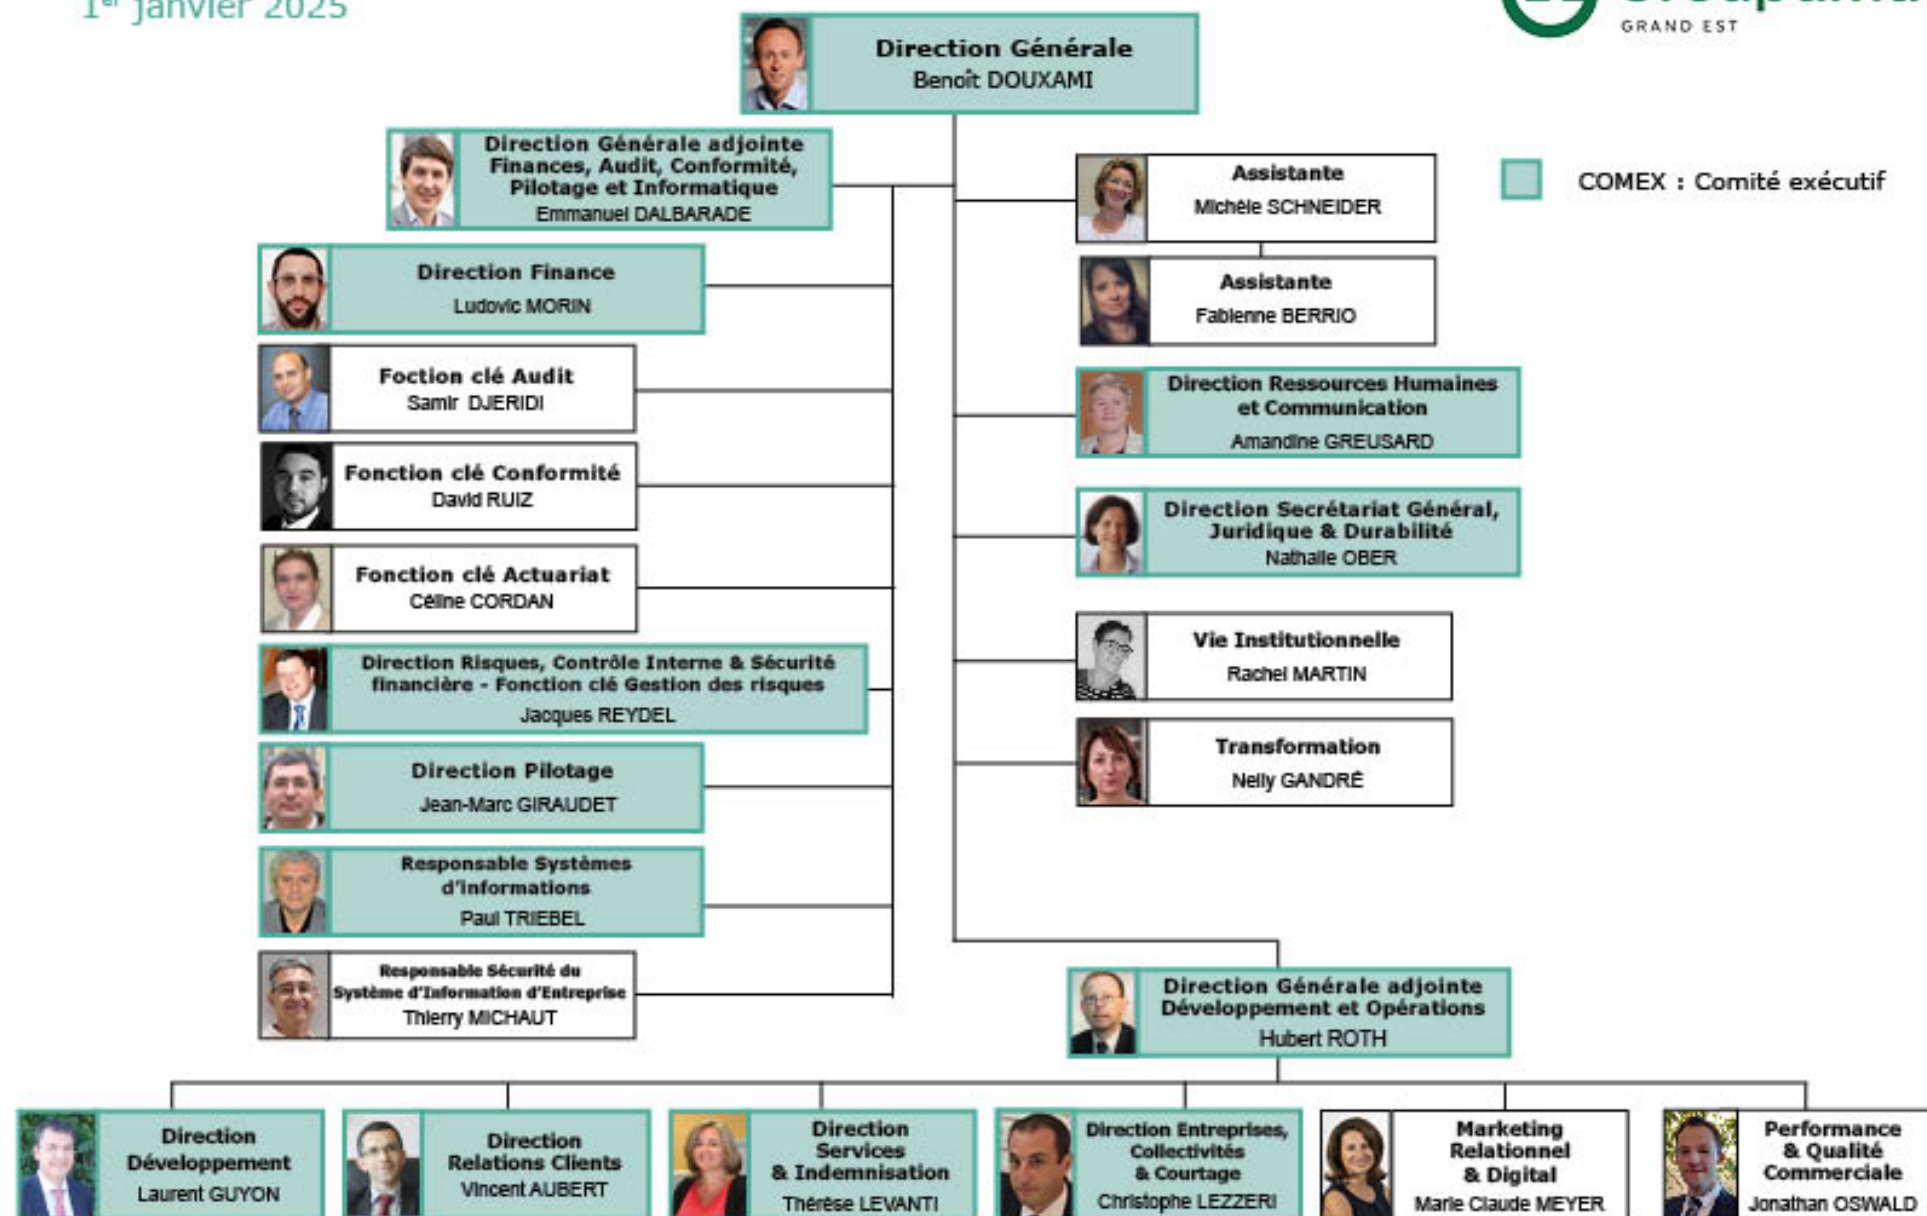 1er janvier 2025
GRAND EST
Direction Générale
Benoît DOUXAMI
Direction Générale adjointe
Finances, Audit, Conformité,
Pilotage et Informatique
Emmanuel DALBARADE
Assistante
Michèle SCHNEIDER
COMEX : Comité exécutif
Direction Finance
Ludovic MORIN
Assistante
Fabienne BERRIO
Foction clé Audit
Samir DJERIDI
Direction Ressources Humaines
et Communication
Amandine GREUSARD
Fonction clé Conformité
David RUIZ
Direction Secrétariat Général,
Juridique & Durabilité
Nathalie OBER
Fonction clé Actuariat
Céline CORDAN
Vie Institutionnelle
Rachel MARTIN
Direction Risques, Contrôle Interne & Sécurité
financière - Fonction clé Gestion des risques
Jacques REYDEL
Transformation
Nelly GANDRÉ
Direction Pilotage
Jean-Marc GIRAUDET
Responsable Systèmes
d'informations
Paul TRIEBEL
Responsable Sécurité du
Système d'Information d'Entreprise
Thierry MICHAUT
Direction Générale adjointe
Développement et Opérations
Hubert ROTH
Direction
Développement
Laurent GUYON
Direction
Relations Clients
Vincent AUBERT
Direction
Services
& Indemnisation
Thérèse LEVANTI
Direction Entreprises,
Collectivités
& Courtage
Christophe LEZZERI
Marketing
Relationnel
& Digital
Marie Claude MEYER
Performance
& Qualité
Commerciale
Jonathan OSWALD